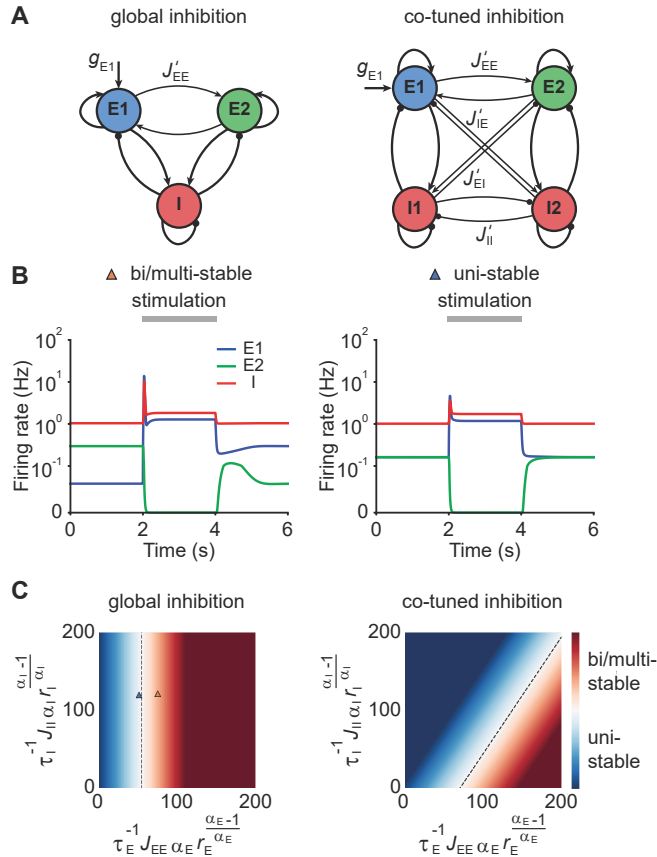 A
global inhibition
co-tuned inhibition
g_E1
J'_EE
E1
E2
I
g_E1
J'_EE
E1
E2
J'_IE
J'_EI
I1
I2
J'_II
B
bi/multi-stable
uni-stable
stimulation
stimulation
Firing rate (Hz)
10^2
10^1
10^0
10^-1
0
E1
E2
I
0 2 4 6
Time (s)
Firing rate (Hz)
10^2
10^1
10^0
10^-1
0
0 2 4 6
Time (s)
C
global inhibition
co-tuned inhibition
τ_I^-1 J_II α_I r_I^((α_I -1)/α_I)
200
100
0
0 100 200
τ_E^-1 J_EE α_E r_E^((α_E -1)/α_E)
τ_I^-1 J_II α_I r_I^((α_I -1)/α_I)
200
100
0
0 100 200
τ_E^-1 J_EE α_E r_E^((α_E -1)/α_E)
bi/multi-
stable
uni-
stable